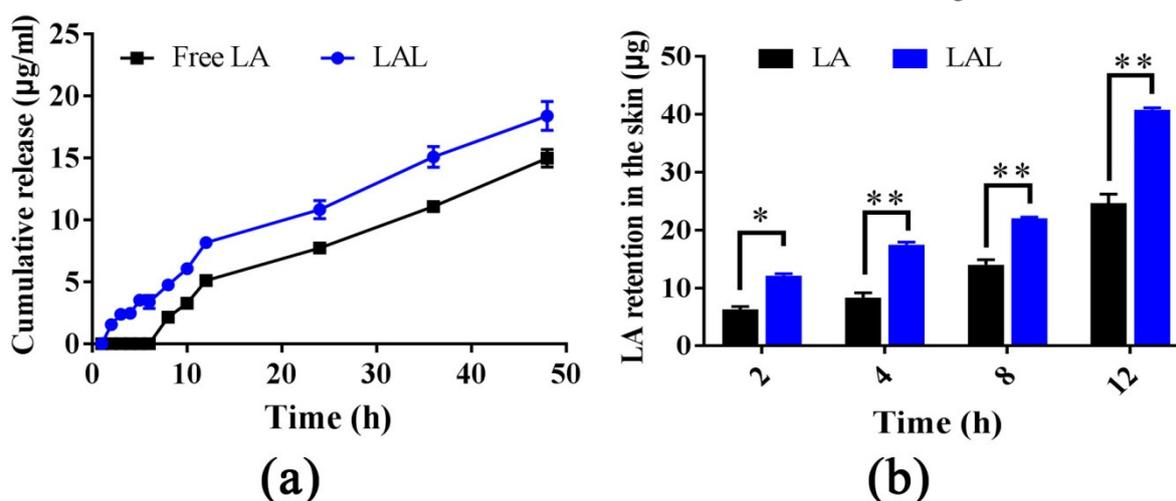 Cumulative release (µg/ml)
25
20
15
10
5
0
Free LA
LAL
0 10 20 30 40 50
Time (h)
(a)
LA retention in the skin (µg)
50
40
30
20
10
0
LA
LAL
*
**
**
**
2 4 8 12
Time (h)
(b)